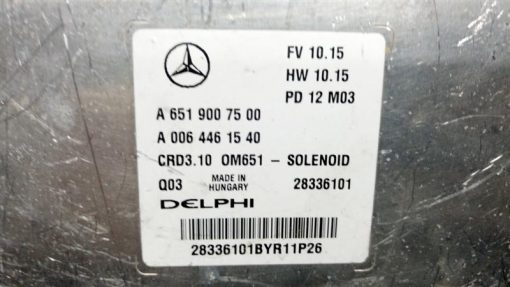 FV 10.15
HW 10.15
PD 12 M03
A 651 900 75 00
A 006 446 15 40
CRD3.10 OM651 – SOLENOID
Q03 MADE IN HUNGARY 28336101
DELPHI
28336101BYR11P26